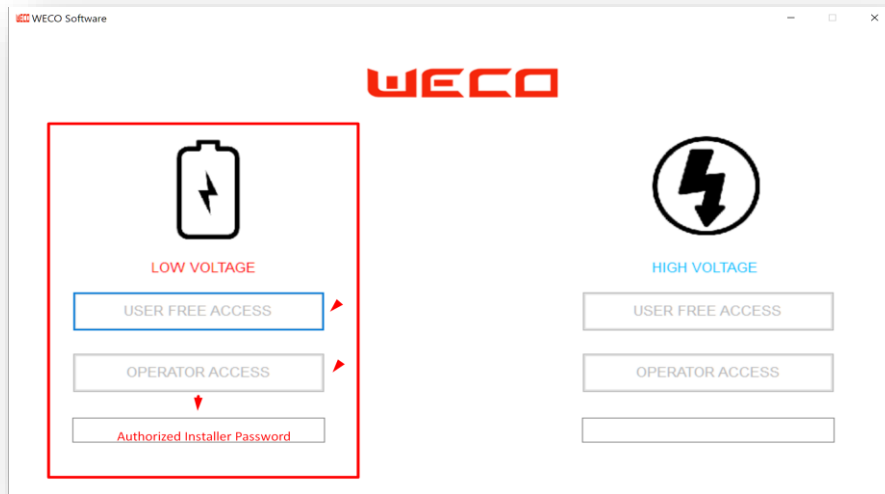 WECO WECO Software
WECO
LOW VOLTAGE
USER FREE ACCESS
OPERATOR ACCESS
Authorized Installer Password
HIGH VOLTAGE
USER FREE ACCESS
OPERATOR ACCESS